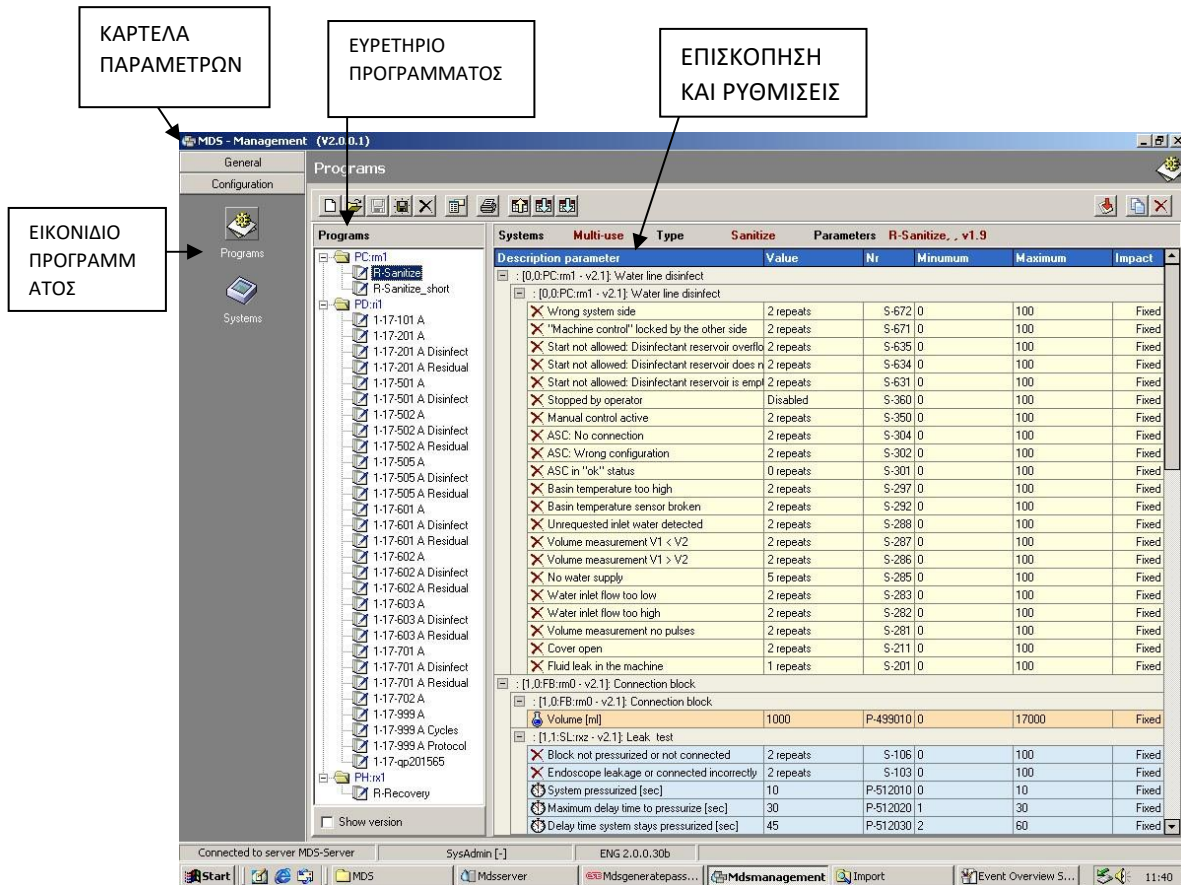 ΚΑΡΤΕΛΑ
ΠΑΡΑΜΕΤΡΩΝ
ΕΥΡΕΤΗΡΙΟ
ΠΡΟΓΡΑΜΜΑΤΟΣ
ΕΠΙΣΚΟΠΗΣΗ
ΚΑΙ ΡΥΘΜΙΣΕΙΣ
ΕΙΚΟΝΙΔΙΟ
ΠΡΟΓΡΑΜΜ
ΑΤΟΣ
MDS - Management (V2.0.0.1)
General
Configuration
Programs
Systems
Programs
Programs
PC:rm1
R-Sanitize
R-Sanitize_short
PD:ri1
1-17-101 A
1-17-201 A
1-17-201 A Disinfect
1-17-201 A Residual
1-17-501 A
1-17-501 A Disinfect
1-17-502 A
1-17-502 A Disinfect
1-17-502 A Residual
1-17-505 A
1-17-505 A Disinfect
1-17-505 A Residual
1-17-601 A
1-17-601 A Disinfect
1-17-601 A Residual
1-17-602 A
1-17-602 A Disinfect
1-17-602 A Residual
1-17-603 A
1-17-603 A Disinfect
1-17-603 A Residual
1-17-701 A
1-17-701 A Disinfect
1-17-701 A Residual
1-17-702 A
1-17-999 A
1-17-999 A Cycles
1-17-999 A Protocol
1-17-qp201565
PH:rx1
R-Recovery
Show version
Systems Multi-use Type Sanitize Parameters R-Sanitize, , v1.9
Description parameter Value Nr Minumum Maximum Impact
: [0,0:PC:rm1 - v2.1]: Water line disinfect
: [0,0:PC:rm1 - v2.1]: Water line disinfect
Wrong system side 2 repeats S-672 0 100 Fixed
"Machine control" locked by the other side 2 repeats S-671 0 100 Fixed
Start not allowed: Disinfectant reservoir overflo 2 repeats S-635 0 100 Fixed
Start not allowed: Disinfectant reservoir does n 2 repeats S-634 0 100 Fixed
Start not allowed: Disinfectant reservoir is empl 2 repeats S-631 0 100 Fixed
Stopped by operator Disabled S-360 0 100 Fixed
Manual control active 2 repeats S-350 0 100 Fixed
ASC: No connection 2 repeats S-304 0 100 Fixed
ASC: Wrong configuration 2 repeats S-302 0 100 Fixed
ASC in "ok" status 0 repeats S-301 0 100 Fixed
Basin temperature too high 2 repeats S-297 0 100 Fixed
Basin temperature sensor broken 2 repeats S-292 0 100 Fixed
Unrequested inlet water detected 2 repeats S-288 0 100 Fixed
Volume measurement V1 < V2 2 repeats S-287 0 100 Fixed
Volume measurement V1 > V2 2 repeats S-286 0 100 Fixed
No water supply 5 repeats S-285 0 100 Fixed
Water inlet flow too low 2 repeats S-283 0 100 Fixed
Water inlet flow too high 2 repeats S-282 0 100 Fixed
Volume measurement no pulses 2 repeats S-281 0 100 Fixed
Cover open 2 repeats S-211 0 100 Fixed
Fluid leak in the machine 1 repeats S-201 0 100 Fixed
: [1,0:FB:rm0 - v2.1]: Connection block
: [1,0:FB:rm0 - v2.1]: Connection block
Volume [ml] 1000 P-499010 0 17000 Fixed
: [1,1:SL:rxz - v2.1]: Leak test
Block not pressurized or not connected 2 repeats S-106 0 100 Fixed
Endoscope leakage or connected incorrectly 2 repeats S-103 0 100 Fixed
System pressurized [sec] 10 P-512010 0 10 Fixed
Maximum delay time to pressurize [sec] 30 P-512020 1 30 Fixed
Delay time system stays pressurized [sec] 45 P-512030 2 60 Fixed
Connected to server MDS-Server SysAdmin [-] ENG 2.0.0.30b
Start MDS Mdsserver Mdsgeneratepass... Mdsmanagement Import Event Overview S... 11:40